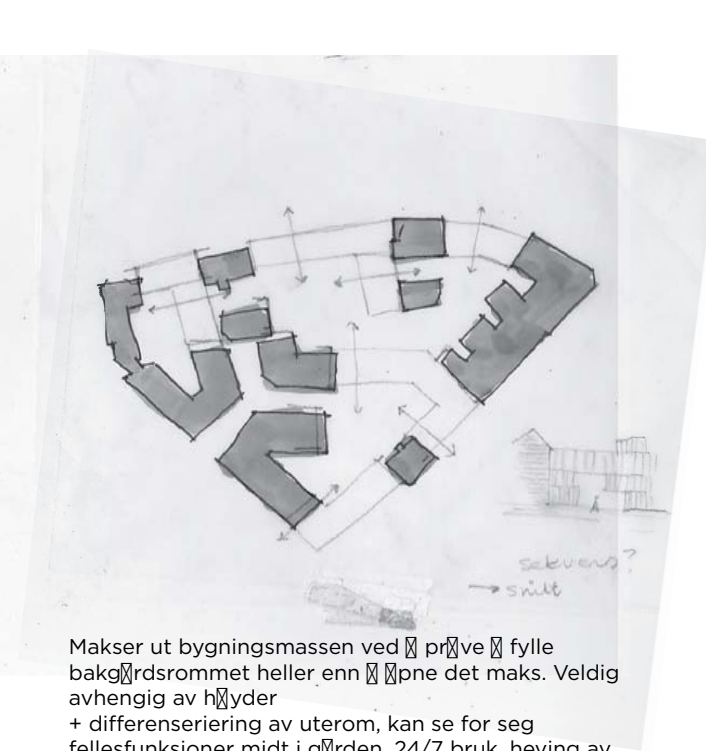 sekvens?
→ snitt
Makser ut bygningsmassen ved ￿ pr￿ve ￿ fylle
bakg￿rdsrommet heller enn ￿ ￿pne det maks. Veldig
avhengig av h￿yder
+ differensiering av uterom, kan se for seg
fellesfunksjoner midt i g￿rden. 24/7 bruk, heving av